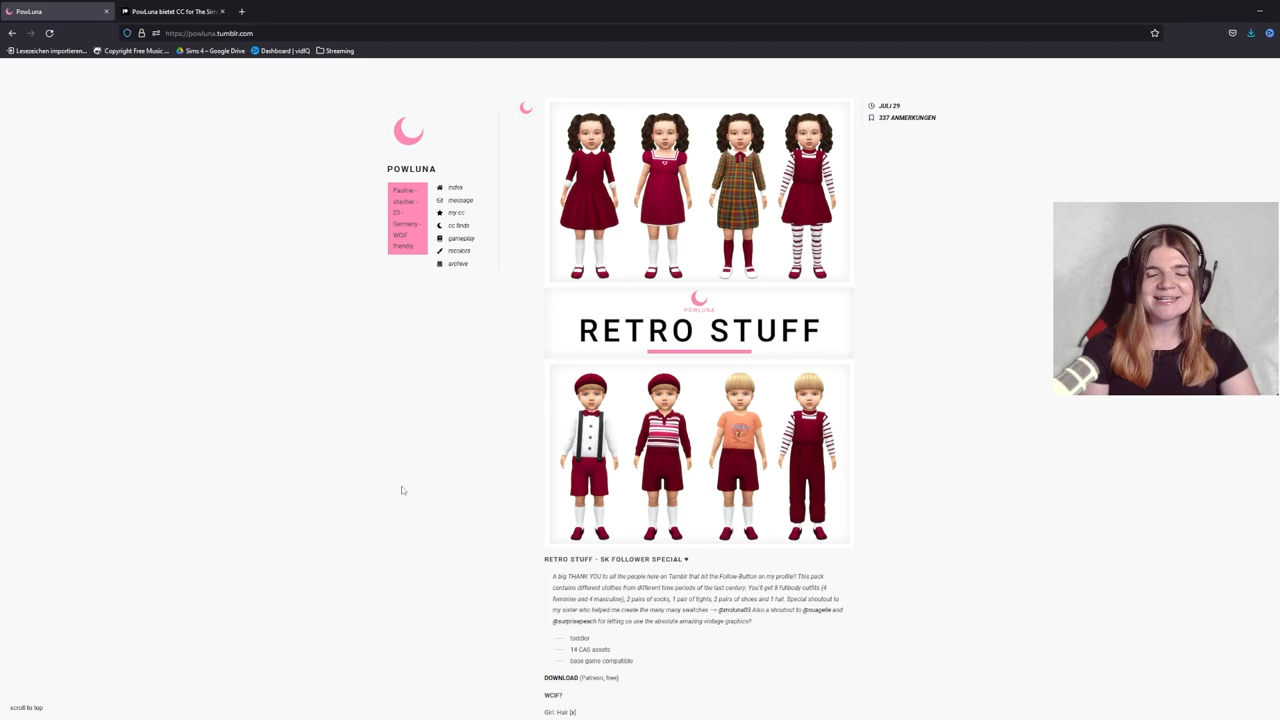 PowLuna
PowLuna bietet CC for The Sim
https://powluna.tumblr.com
Lesezeichen importieren...
Copyright Free Music ...
Sims 4 – Google Drive
Dashboard | vidIQ
Streaming
POWLUNA
Pauline -
she/her -
23 -
Germany -
WCIF
friendly
index
message
my cc
cc finds
gameplay
recolors
archive
JULI 29
337 ANMERKUNGEN
POWLUNA
RETRO STUFF
RETRO STUFF - 5K FOLLOWER SPECIAL ♥
A big THANK YOU to all the people here on Tumblr that hit the Follow-Button on my profile!! This pack
contains different clothes from different time periods of the last century. You'll get 8 fullbody outfits (4
feminine and 4 masculine), 2 pairs of socks, 1 pair of tights, 2 pairs of shoes and 1 hat. Special shoutout to
my sister who helped me create the many many swatches --> @moluna03 Also a shoutout to @nuagelle and
@surprisepeach for letting us use the absolute amazing vintage graphics!!
toddler
14 CAS assets
base game compatible
DOWNLOAD (Patreon, free)
WCIF?
Girl: Hair [x]
scroll to top